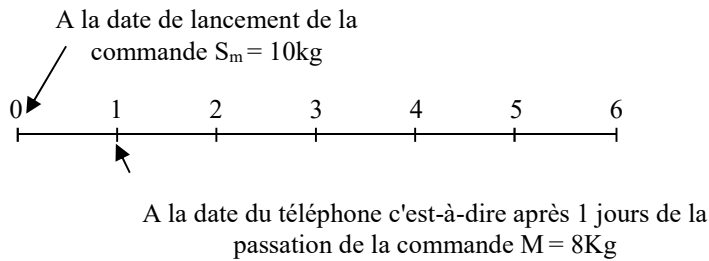 A la date de lancement de la
commande Sm = 10kg
0 1 2 3 4 5 6
A la date du téléphone c'est-à-dire après 1 jours de la
passation de la commande M = 8Kg